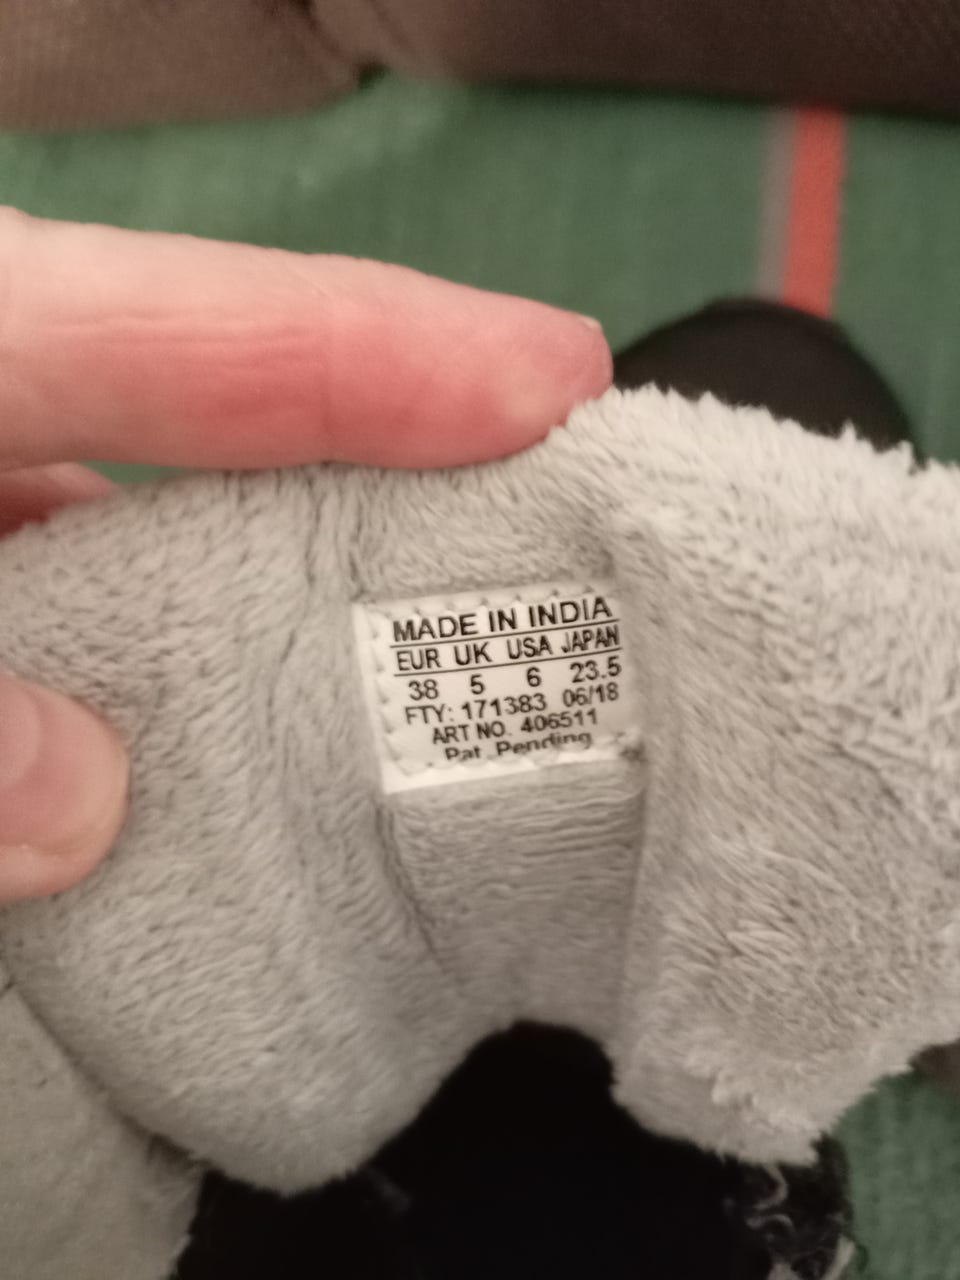 MADE IN INDIA
EUR UK USA JAPAN
38 5 6 23.5
FTY: 171383 06/18
ART NO. 406511
Pat. Pending